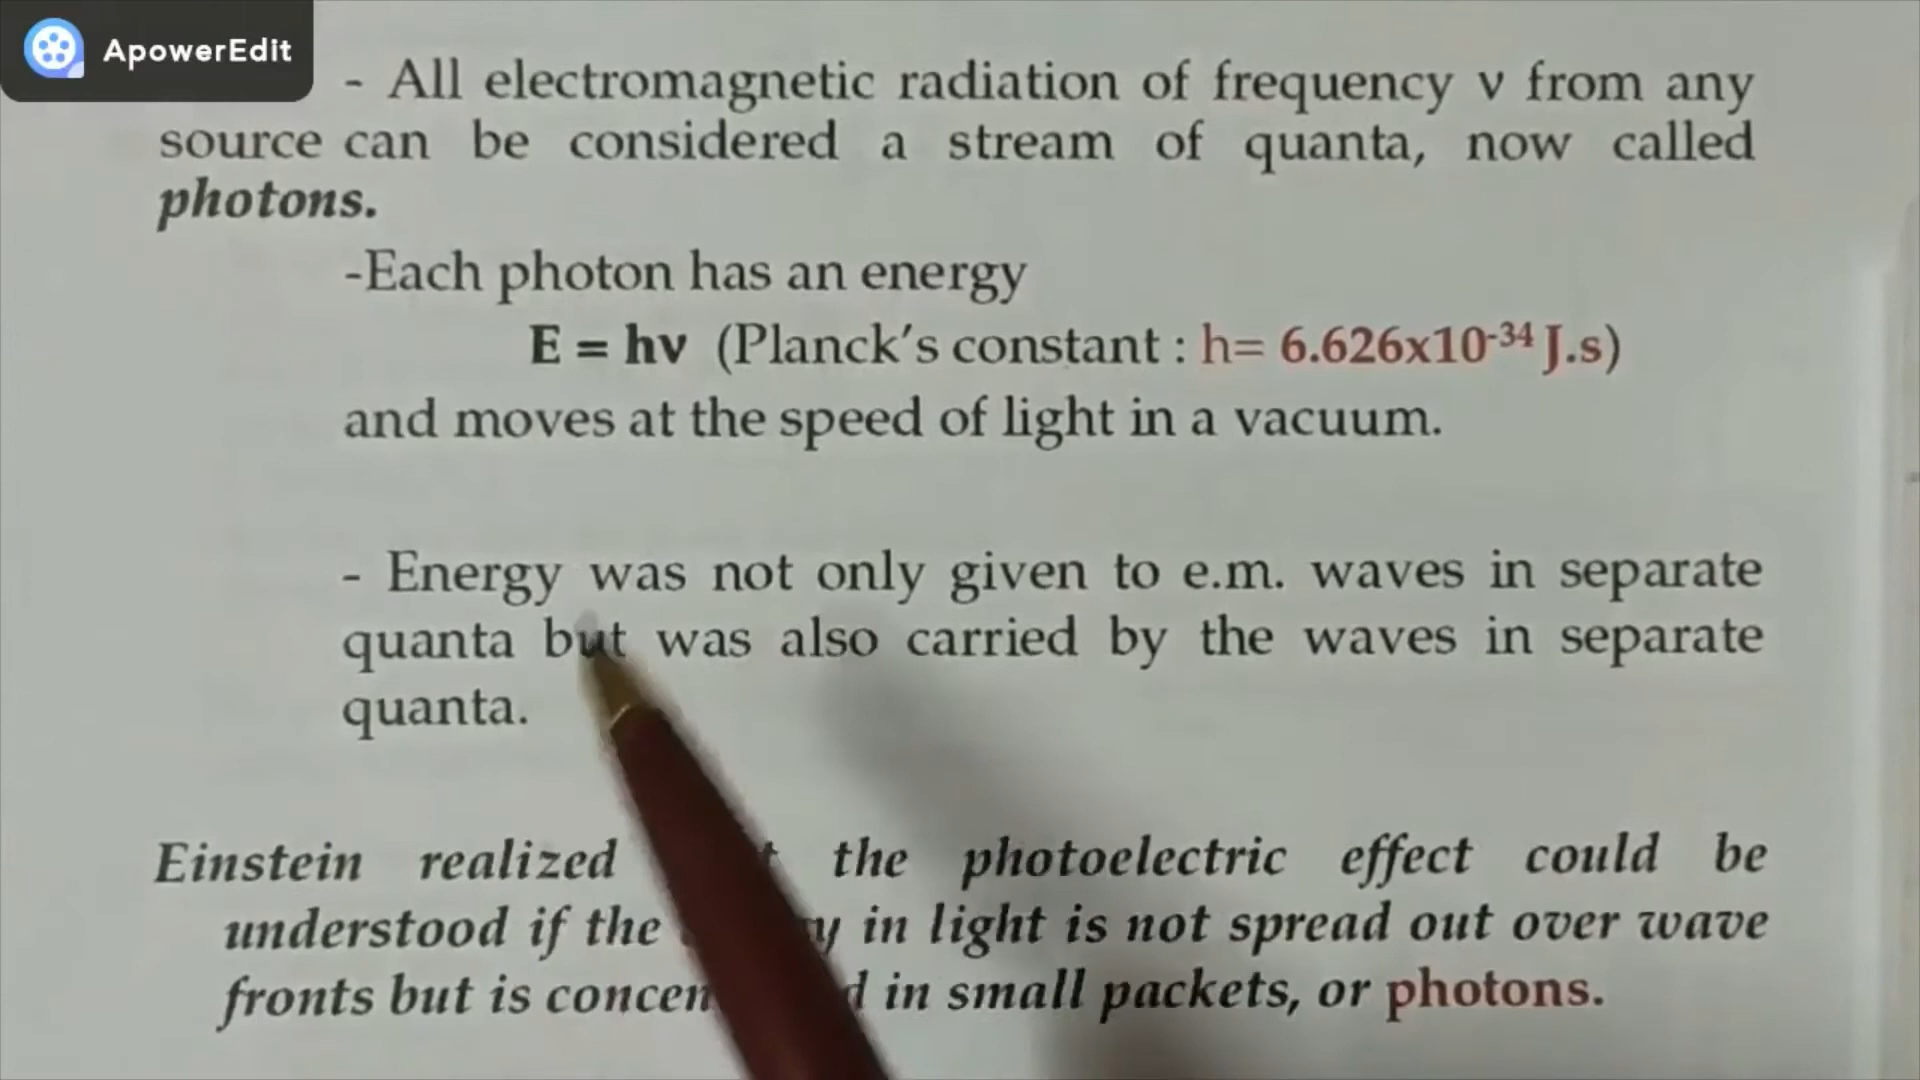 ApowerEdit
- All electromagnetic radiation of frequency ν from any
source can be considered a stream of quanta, now called
photons.
-Each photon has an energy
E = hν (Planck's constant : h= 6.626x10⁻³⁴ J.s)
and moves at the speed of light in a vacuum.
- Energy was not only given to e.m. waves in separate
quanta but was also carried by the waves in separate
quanta.
Einstein realized the photoelectric effect could be
understood if the in light is not spread out over wave
fronts but is in small packets, or photons.